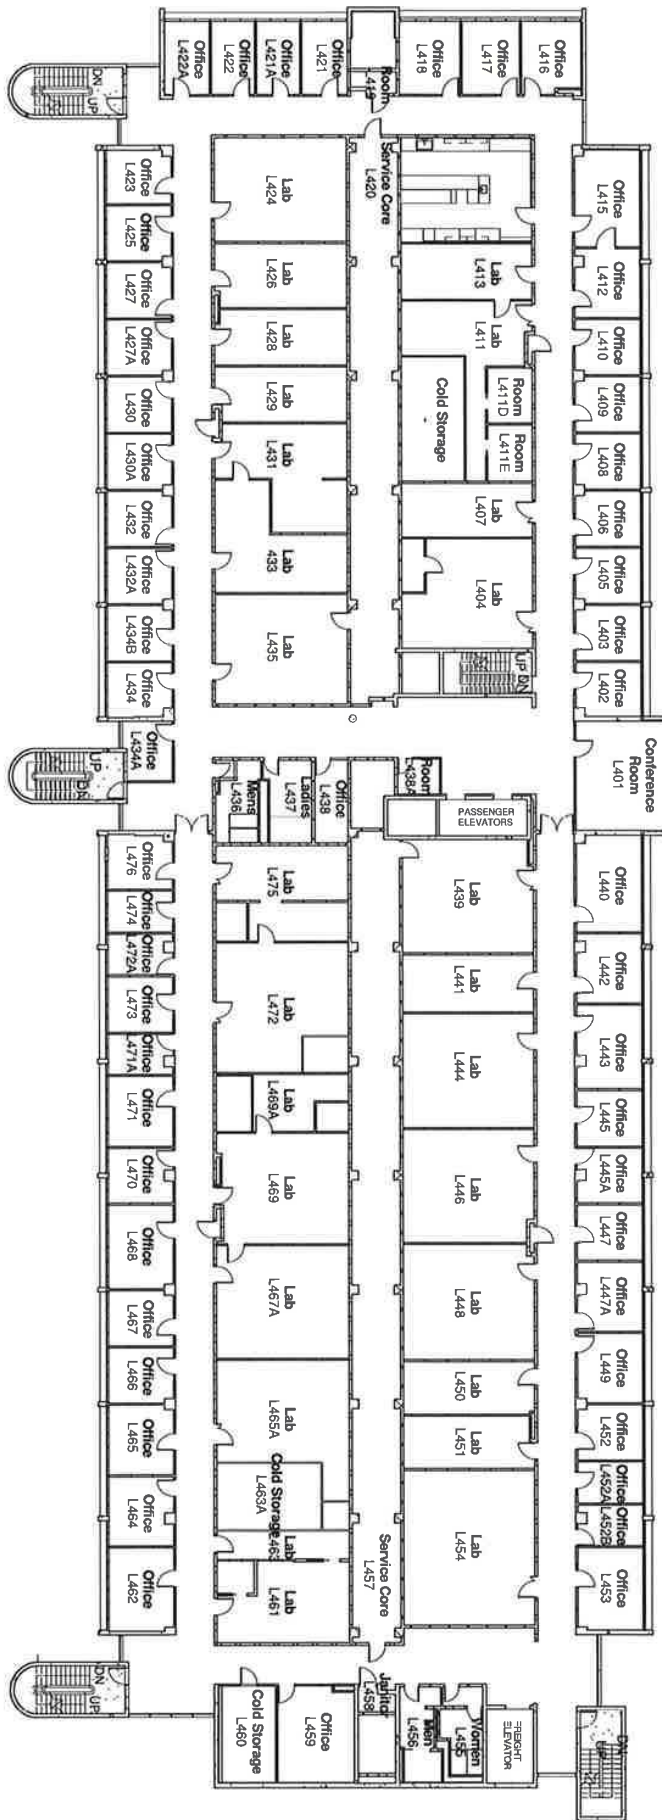 Office
L422A
Office
L422
Office
L421A
Office
L421
Room
L419
Office
L418
Office
L417
Office
L416
DN
UP
Office
L423
Office
L425
Office
L427
Office
L427A
Office
L430
Office
L430A
Office
L432
Office
L432A
Office
L434B
Office
L434
Office
L434A
UP
DN
Lab
L424
Lab
L426
Lab
L428
Lab
L429
Lab
L431
Lab
433
Lab
L435
Service Core
L420
Lab
L413
Lab
L411
Room
L411D
Room
L411E
Cold Storage
Lab
L407
Lab
L404
UP
DN
Office
L415
Office
L412
Office
L410
Office
L409
Office
L408
Office
L406
Office
L405
Office
L403
Office
L402
Conference
Room
L401
Mens
L436
Ladies
L437
Office
L438
Room
L438A
PASSENGER
ELEVATORS
Office
L476
Office
L474
Office
L472A
Office
L473
Office
L471A
Office
L471
Office
L470
Office
L468
Office
L467
Office
L466
Office
L465
Office
L464
Office
L462
Lab
L475
Lab
L472
Lab
L469A
Lab
L469
Lab
L467A
Lab
L465A
Cold Storage
L463A
Lab
L463
Lab
L461
Service Core
L457
Lab
L439
Lab
L441
Lab
L444
Lab
L446
Lab
L448
Lab
L450
Lab
L451
Lab
L454
Office
L440
Office
L442
Office
L443
Office
L445
Office
L445A
Office
L447
Office
L447A
Office
L449
Office
L452
Office
L452A
Office
L452B
Office
L453
DN
UP
Cold Storage
L460
Office
L459
Janitor
L458
Men
L456
Women
L455
FREIGHT
ELEVATOR
DN
UP